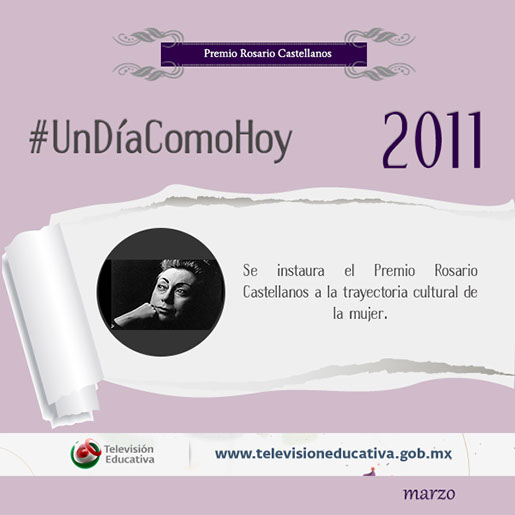 Premio Rosario Castellanos
#UnDíaComoHoy
2011
Se instaura el Premio Rosario
Castellanos a la trayectoria cultural de
la mujer.
Televisión
Educativa
www.televisioneducativa.gob.mx
marzo